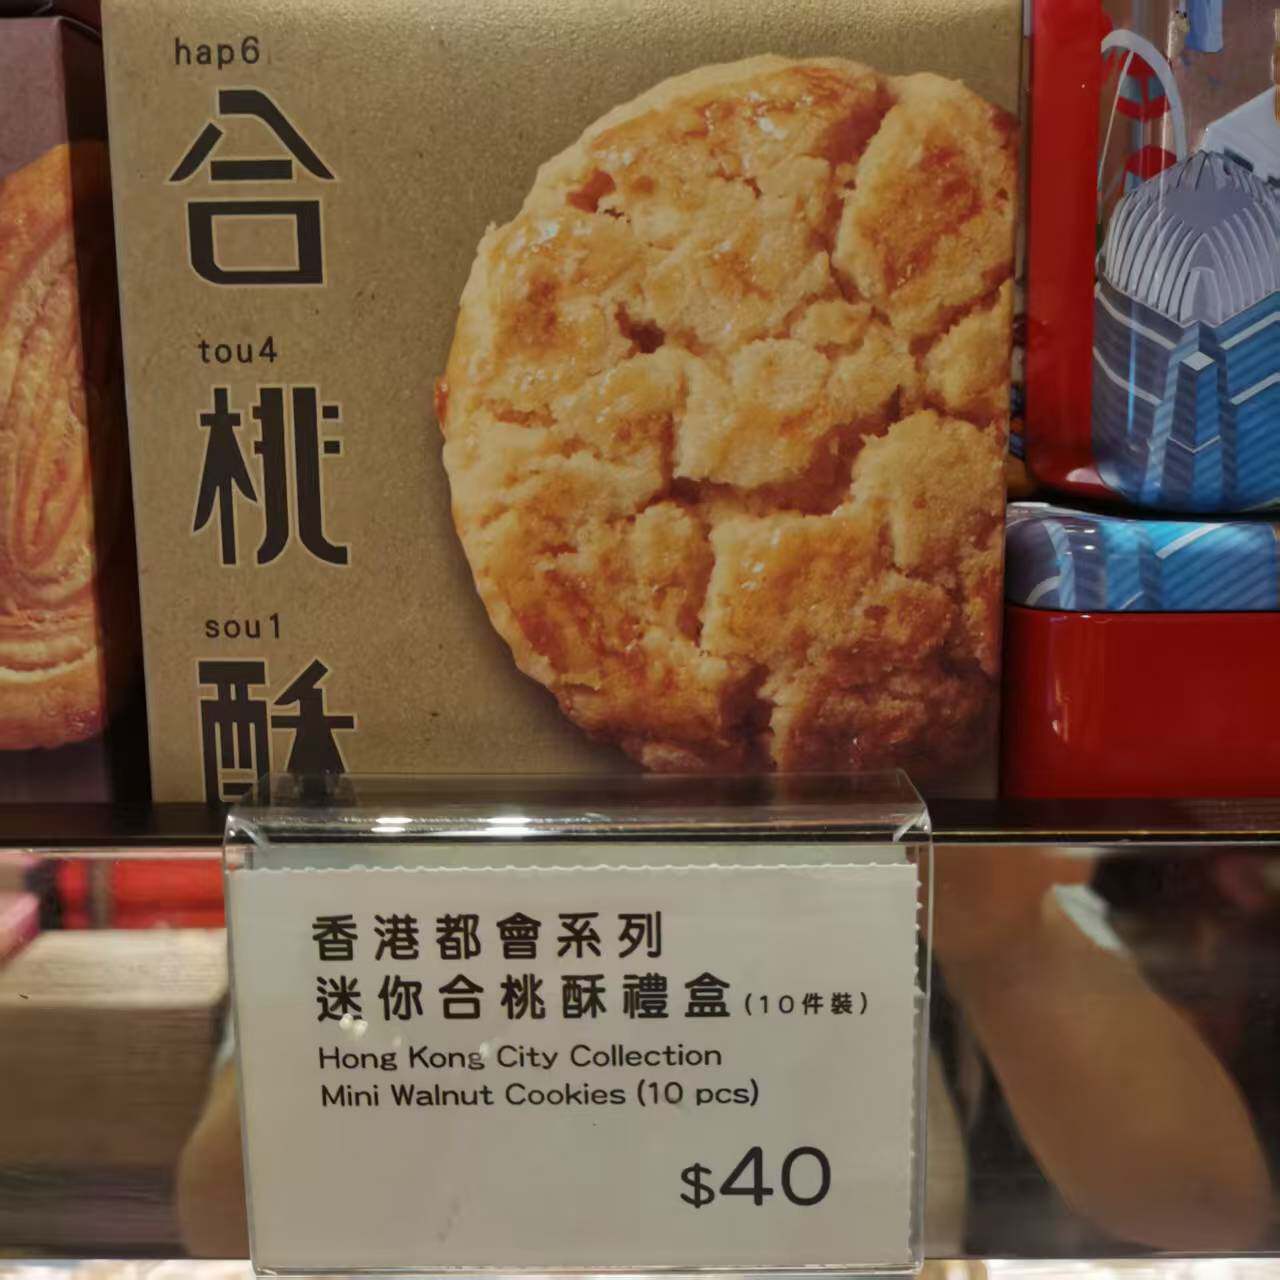 hap6
合
tou4
桃
sou1
酥
香港都會系列
迷你合桃酥禮盒(10件裝)
Hong Kong City Collection
Mini Walnut Cookies (10 pcs)
$40